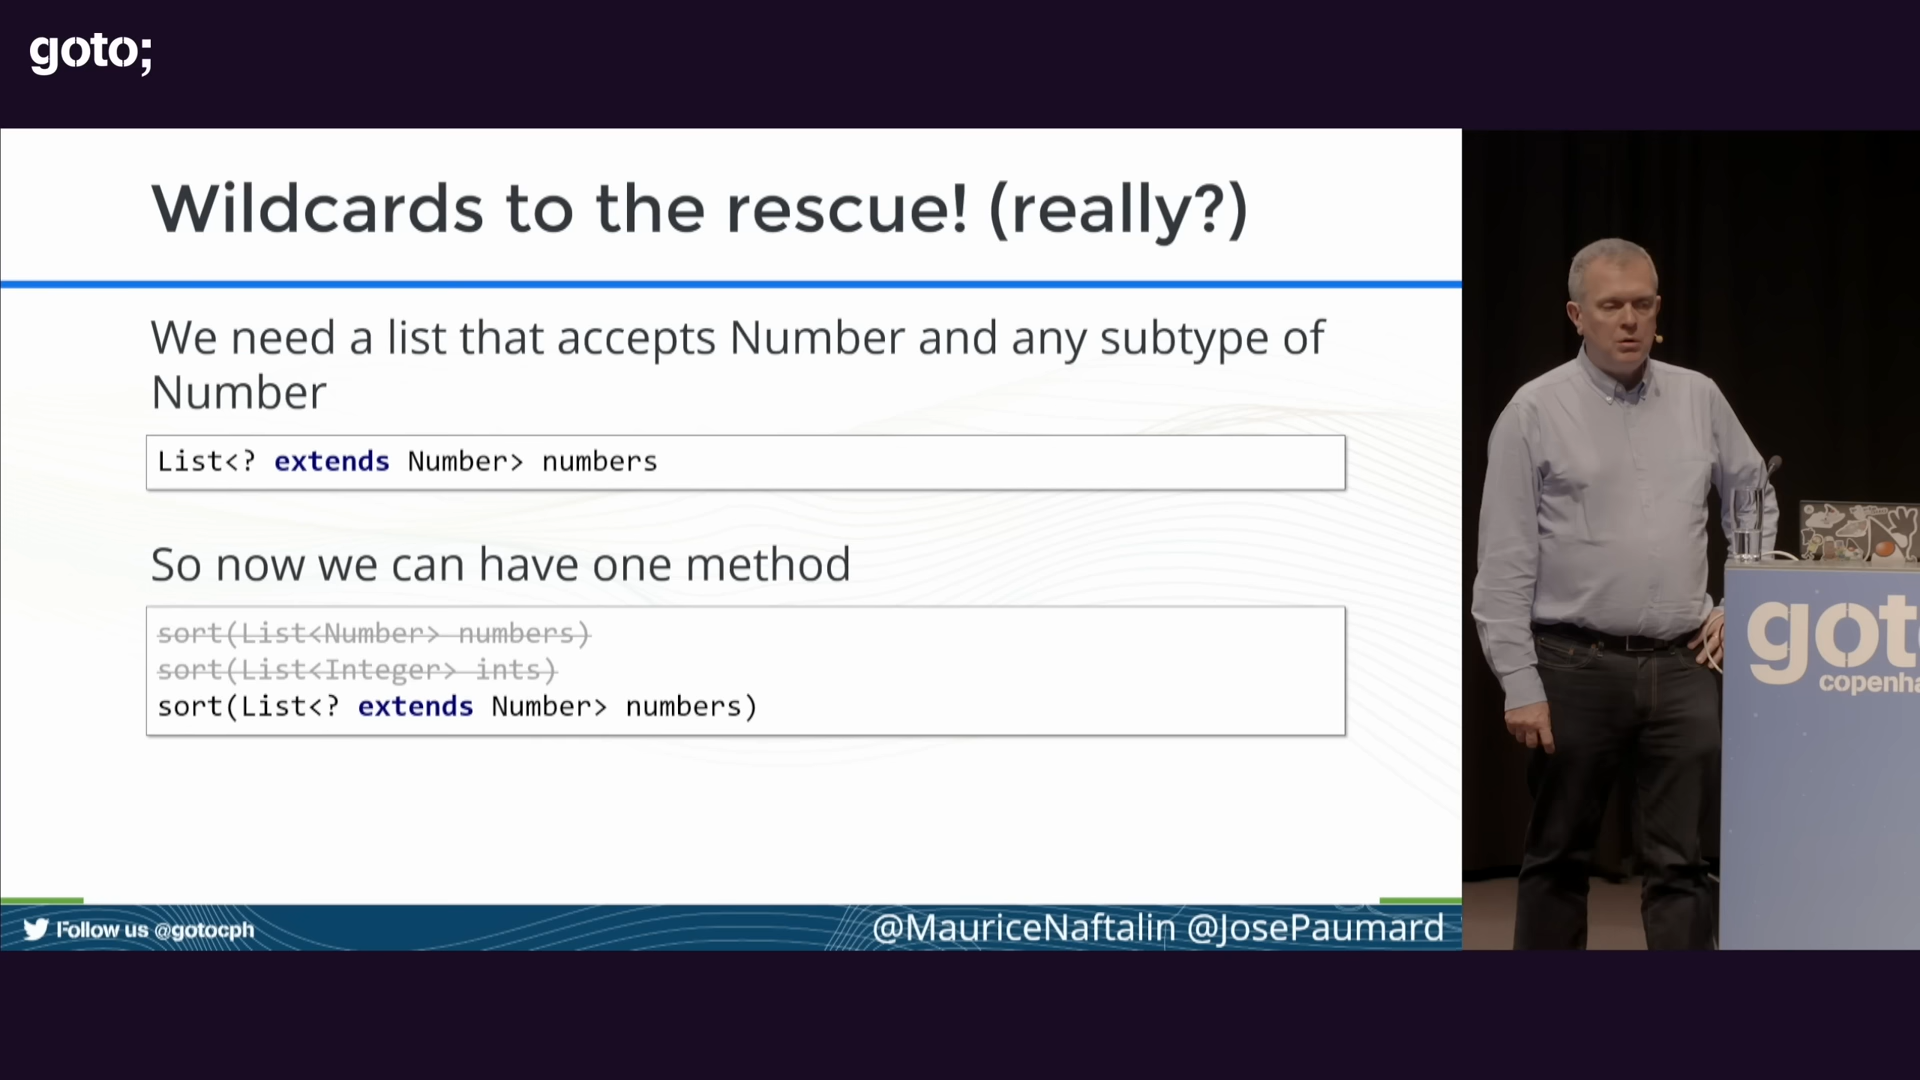 goto;
Wildcards to the rescue! (really?)
We need a list that accepts Number and any subtype of
Number
List<? extends Number> numbers
So now we can have one method
sort(List<Number> numbers)
sort(List<Integer> ints)
sort(List<? extends Number> numbers)
Follow us @gotocph
@MauriceNaftalin @JosePaumard
got
copenha